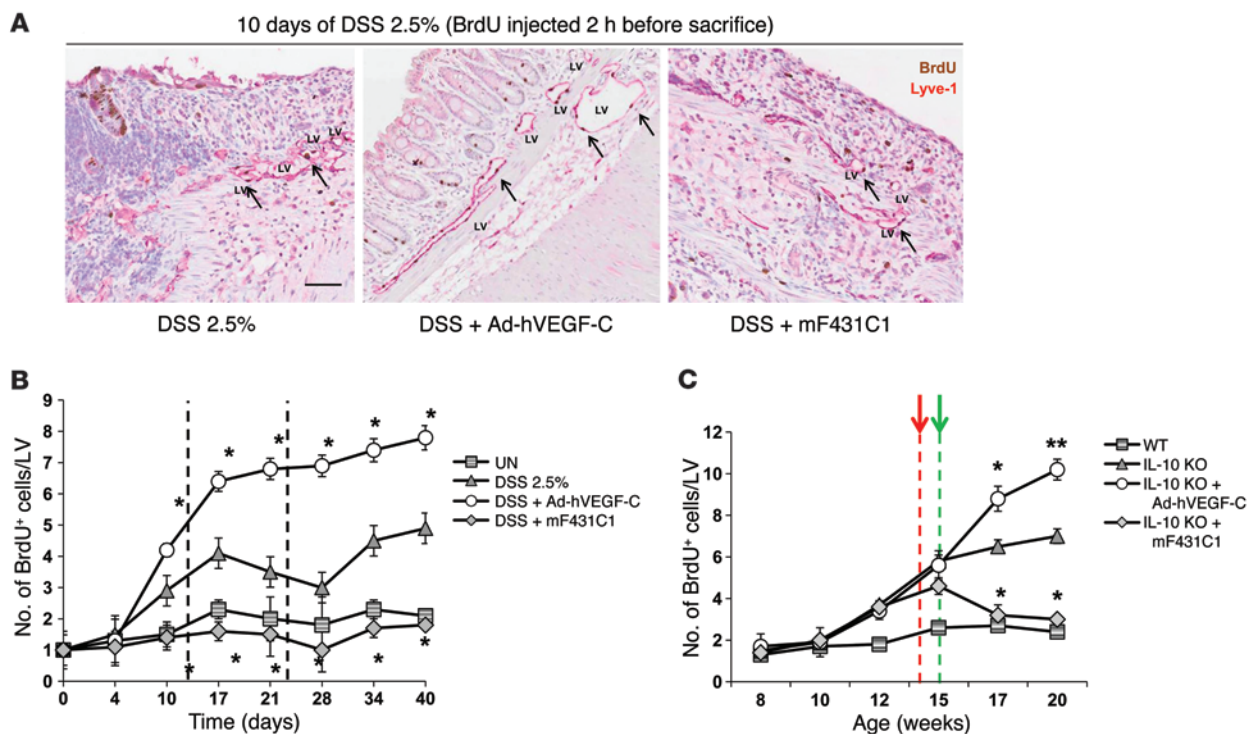 A
10 days of DSS 2.5% (BrdU injected 2 h before sacrifice)
BrdU
Lyve-1
LV
LV
LV
LV
LV
LV
LV
LV
LV
LV
LV
LV
LV
DSS 2.5%
DSS + Ad-hVEGF-C
DSS + mF431C1
B
No. of BrdU⁺ cells/LV
9
8
7
6
5
4
3
2
1
0
0 4 10 17 21 28 34 40
Time (days)
* * * * * *
* * * * * *
UN
DSS 2.5%
DSS + Ad-hVEGF-C
DSS + mF431C1
C
No. of BrdU⁺ cells/LV
12
10
8
6
4
2
0
8 10 12 15 17 20
Age (weeks)
* **
* *
WT
IL-10 KO
IL-10 KO +
Ad-hVEGF-C
IL-10 KO +
mF431C1